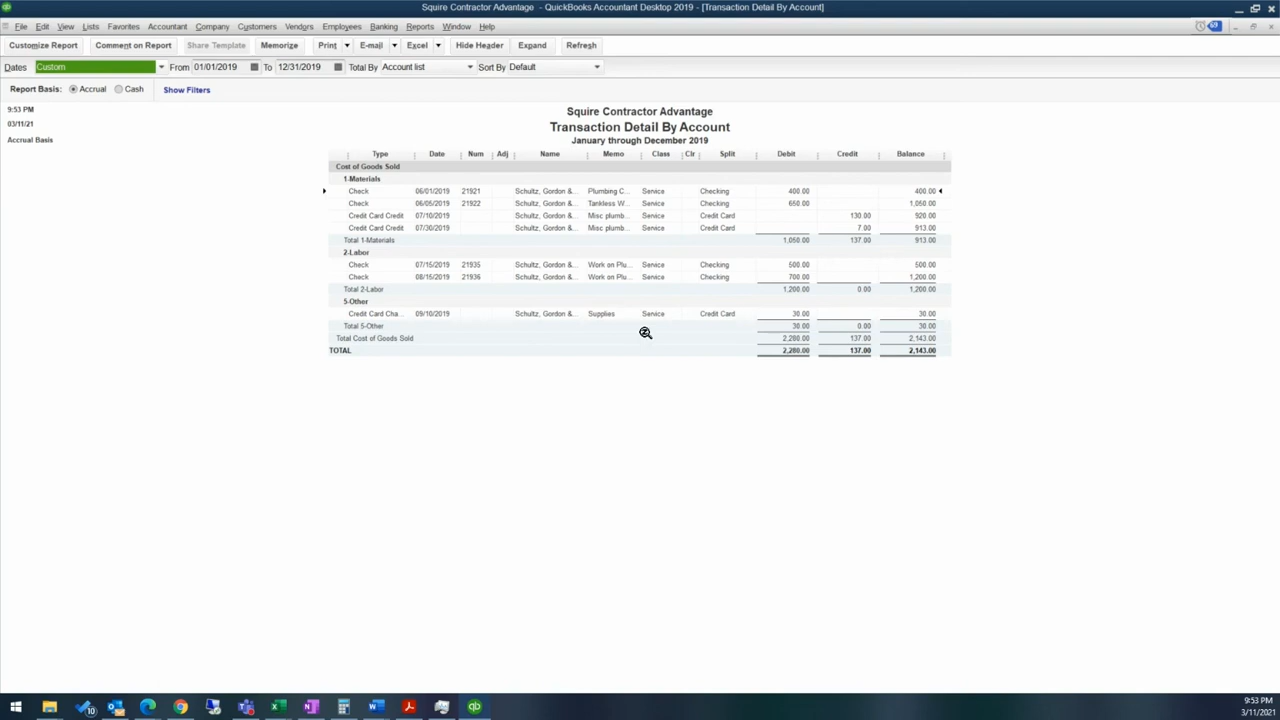 Squire Contractor Advantage - QuickBooks Accountant Desktop 2019 - [Transaction Detail By Account]
File Edit View Lists Favorites Accountant Company Customers Vendors Employees Banking Reports Window Help
Customize Report Comment on Report Share Template Memorize Print E-mail Excel Hide Header Expand Refresh
Dates Custom From 01/01/2019 To 12/31/2019 Total By Account list Sort By Default
Report Basis: Accrual Cash Show Filters
9:53 PM
03/11/21
Accrual Basis
Squire Contractor Advantage
Transaction Detail By Account
January through December 2019
Type Date Num Adj Name Memo Class Clr Split Debit Credit Balance
Cost of Goods Sold
1-Materials
Check 06/01/2019 21921 Schultz, Gordon &... Plumbing C... Service Checking 400.00 400.00
Check 06/05/2019 21922 Schultz, Gordon &... Tankless W... Service Checking 650.00 1,050.00
Credit Card Credit 07/10/2019 Schultz, Gordon &... Misc plumb... Service Credit Card 130.00 920.00
Credit Card Credit 07/30/2019 Schultz, Gordon &... Misc plumb... Service Credit Card 7.00 913.00
Total 1-Materials 1,050.00 137.00 913.00
2-Labor
Check 07/15/2019 21935 Schultz, Gordon &... Work on Plu... Service Checking 500.00 500.00
Check 08/15/2019 21936 Schultz, Gordon &... Work on Plu... Service Checking 700.00 1,200.00
Total 2-Labor 1,200.00 0.00 1,200.00
5-Other
Credit Card Cha... 09/10/2019 Schultz, Gordon &... Supplies Service Credit Card 30.00 30.00
Total 5-Other 30.00 0.00 30.00
Total Cost of Goods Sold 2,280.00 137.00 2,143.00
TOTAL 2,280.00 137.00 2,143.00
9:53 PM
3/11/2021